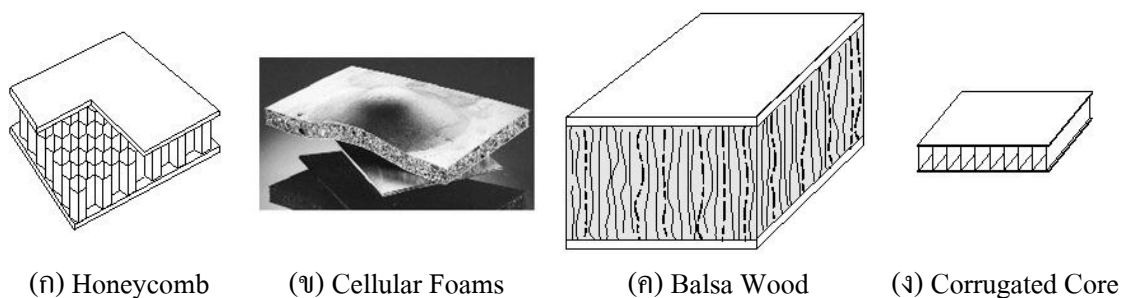 (ก) Honeycomb (ข) Cellular Foams (ค) Balsa Wood (ง) Corrugated Core